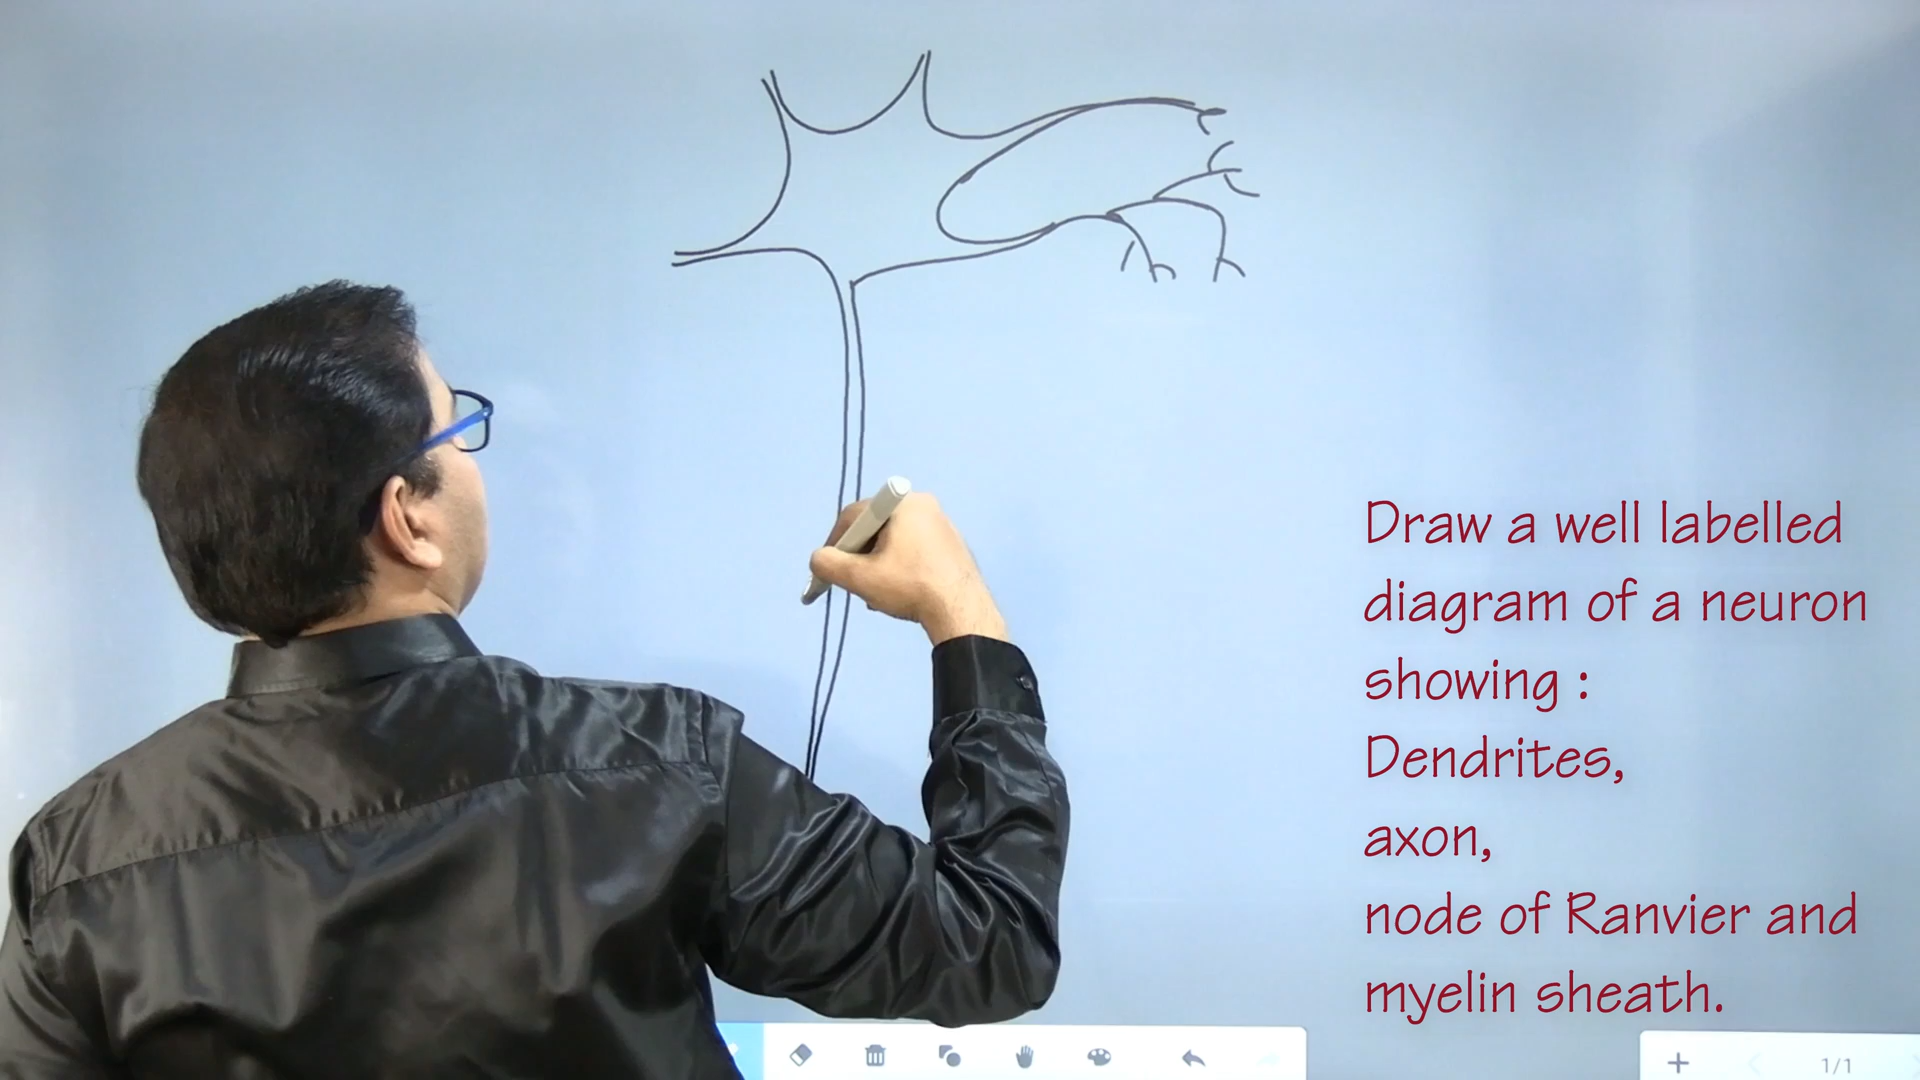 Draw a well labelled
diagram of a neuron
showing :
Dendrites,
axon,
node of Ranvier and
myelin sheath.
1/1